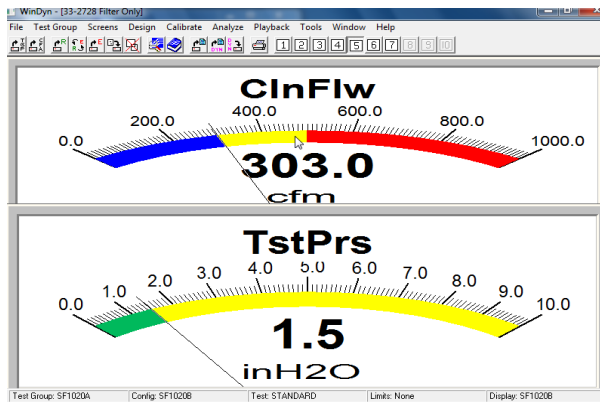 WinDyn - [33-2728 Filter Only]
File Test Group Screens Design Calibrate Analyze Playback Tools Window Help
1 2 3 4 5 6 7 8 9 10
ClnFlw
0.0 200.0 400.0 600.0 800.0 1000.0
303.0
cfm
TstPrs
0.0 1.0 2.0 3.0 4.0 5.0 6.0 7.0 8.0 9.0 10.0
1.5
inH2O
Test Group: SF1020A Config: SF1020B Test: STANDARD Limits: None Display: SF1020B